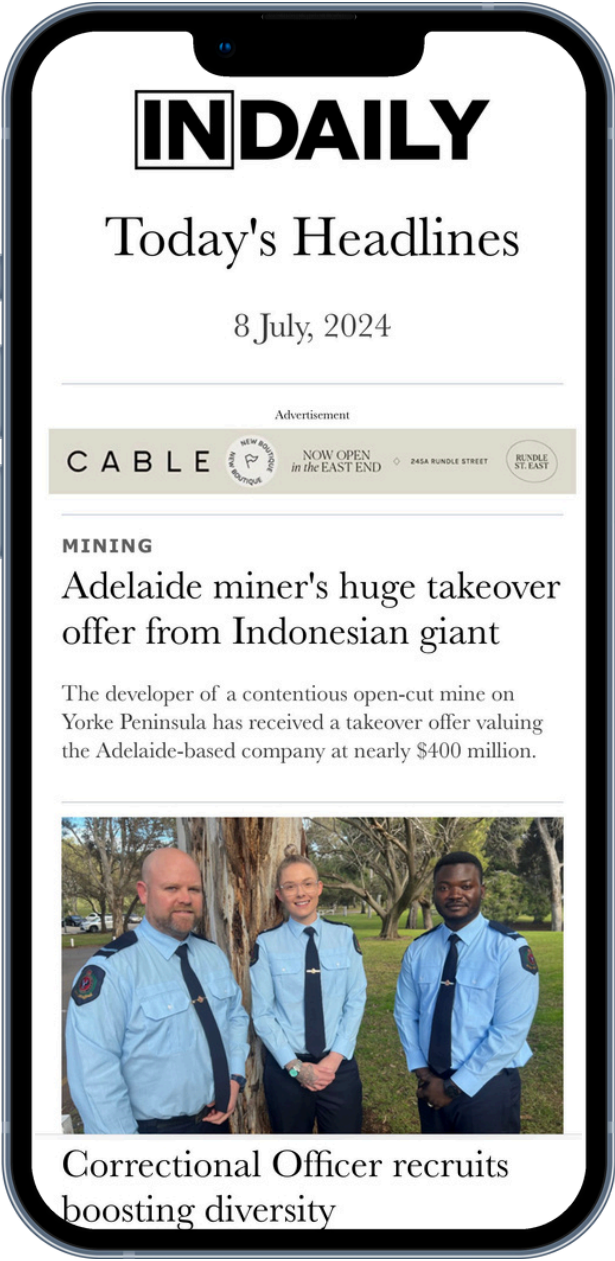 INDAILY
Today's Headlines
8 July, 2024
Advertisement
CABLE
NEW BOUTIQUE
NEW BOUTIQUE
NOW OPEN
in the EAST END
245A RUNDLE STREET
RUNDLE
ST. EAST
MINING
Adelaide miner's huge takeover
offer from Indonesian giant
The developer of a contentious open-cut mine on
Yorke Peninsula has received a takeover offer valuing
the Adelaide-based company at nearly $400 million.
Correctional Officer recruits
boosting diversity